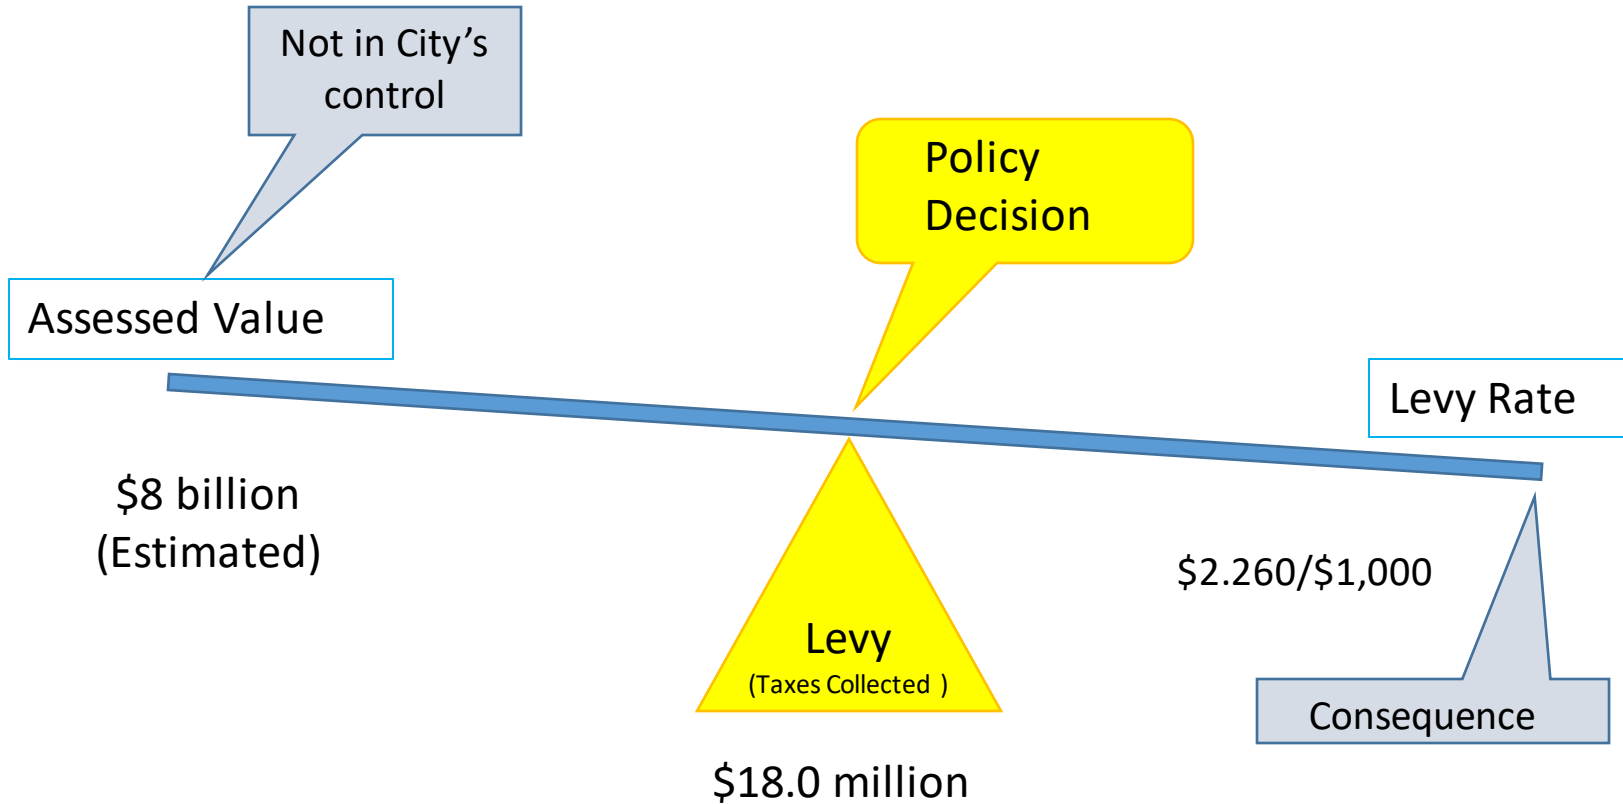 Not in City’s
control
Policy
Decision
Assessed Value
Levy Rate
$8 billion
(Estimated)
$2.260/$1,000
Levy
(Taxes Collected )
Consequence
$18.0 million